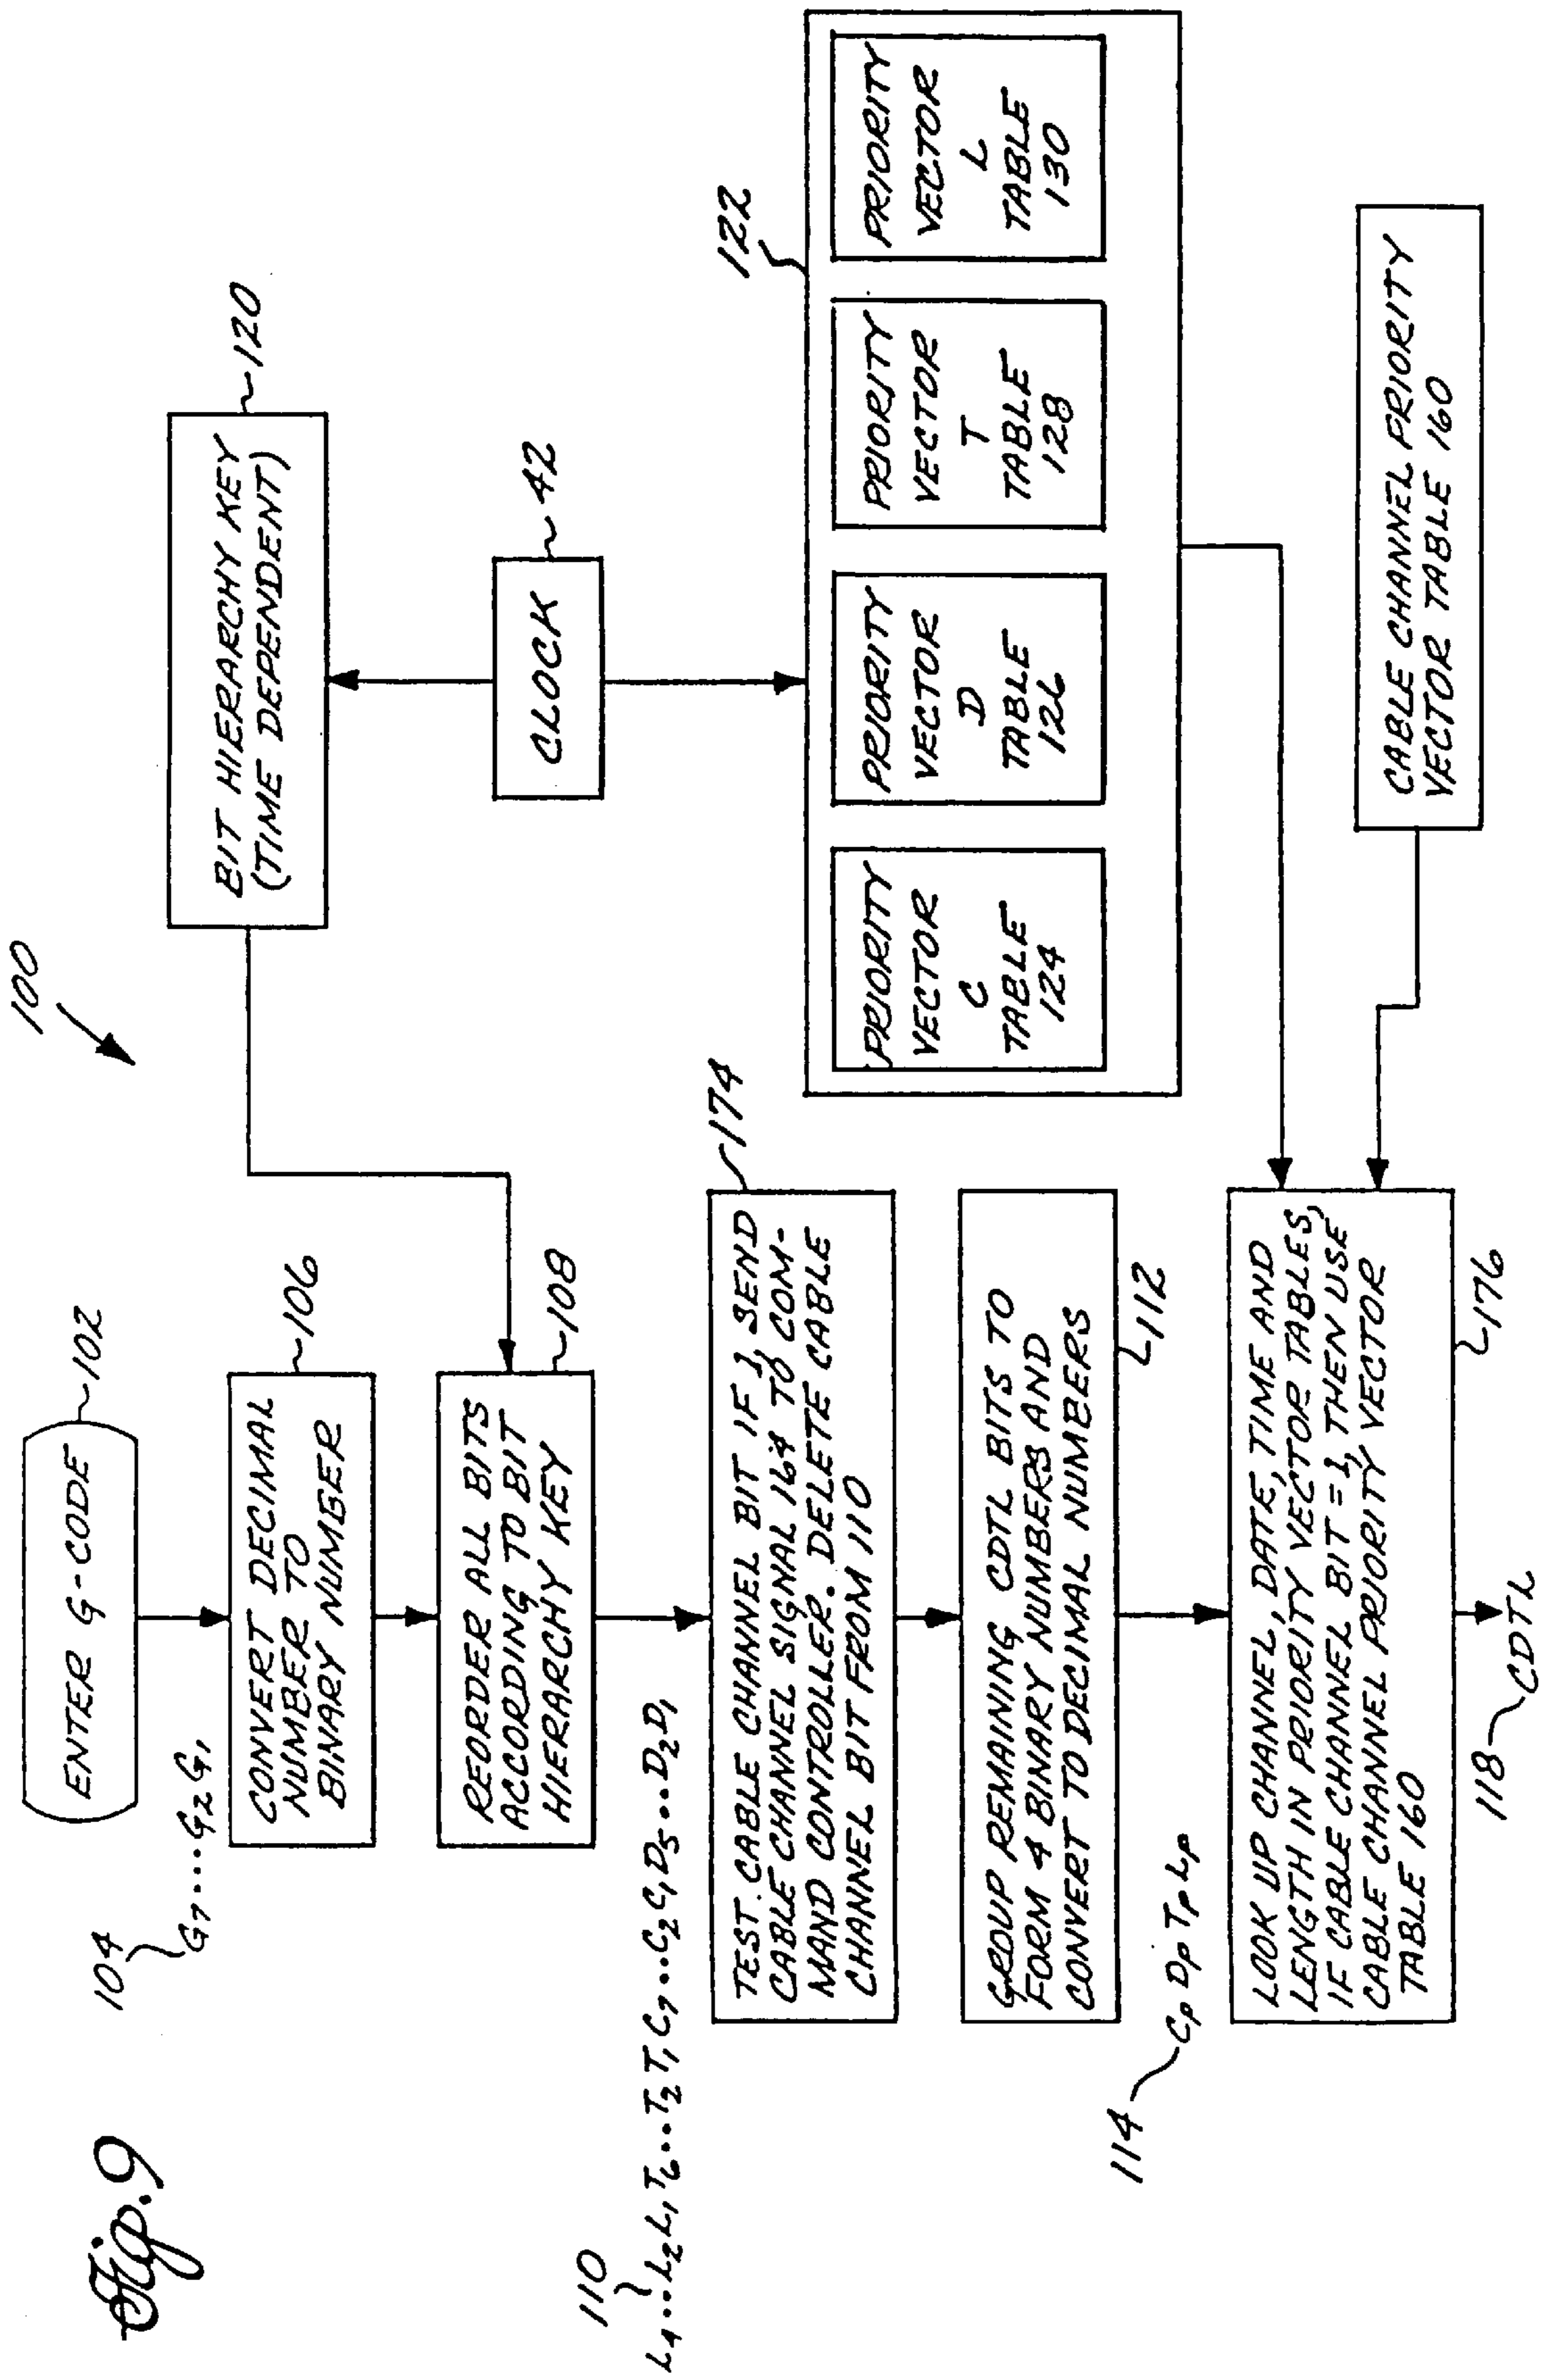 Fig. 9
100
ENTER G-CODE
102
104
G7...G2G1
CONVERT DECIMAL
NUMBER TO
BINARY NUMBER
106
REORDER ALL BITS
ACCORDING TO BIT
HIERARCHY KEY
108
BIT HIERARCHY KEY
(TIME DEPENDENT)
120
CLOCK
42
110
L4..L2L1T6..T2T1C7..C2C1D5..D2D1
TEST CABLE CHANNEL BIT IF 1, SEND
CABLE CHANNEL SIGNAL 164 TO COM-
MAND CONTROLLER. DELETE CABLE
CHANNEL BIT FROM 110
174
122
PRIORITY
VECTOR
C
TABLE
124
PRIORITY
VECTOR
D
TABLE
126
PRIORITY
VECTOR
T
TABLE
128
PRIORITY
VECTOR
L
TABLE
130
GROUP REMAINING CDTL BITS TO
FORM 4 BINARY NUMBERS AND
CONVERT TO DECIMAL NUMBERS
112
114
Cp Dp Tp Lp
LOOK UP CHANNEL, DATE, TIME AND
LENGTH IN PRIORITY VECTOR TABLES,
IF CABLE CHANNEL BIT = 1, THEN USE
CABLE CHANNEL PRIORITY VECTOR
TABLE 160
176
CABLE CHANNEL PRIORITY
VECTOR TABLE 160
118
CDTL